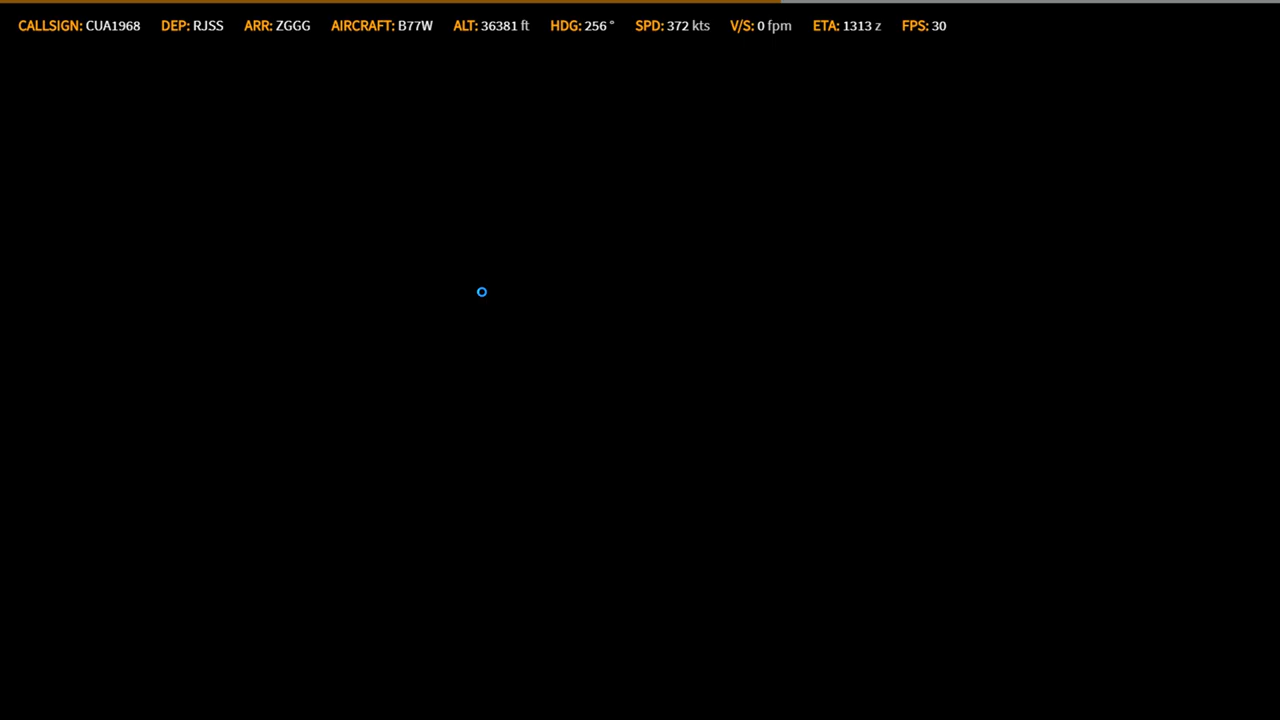 CALLSIGN: CUA1968 DEP: RJSS ARR: ZGGG AIRCRAFT: B77W ALT: 36381 ft HDG: 256 ° SPD: 372 kts V/S: 0 fpm ETA: 1313 z FPS: 30